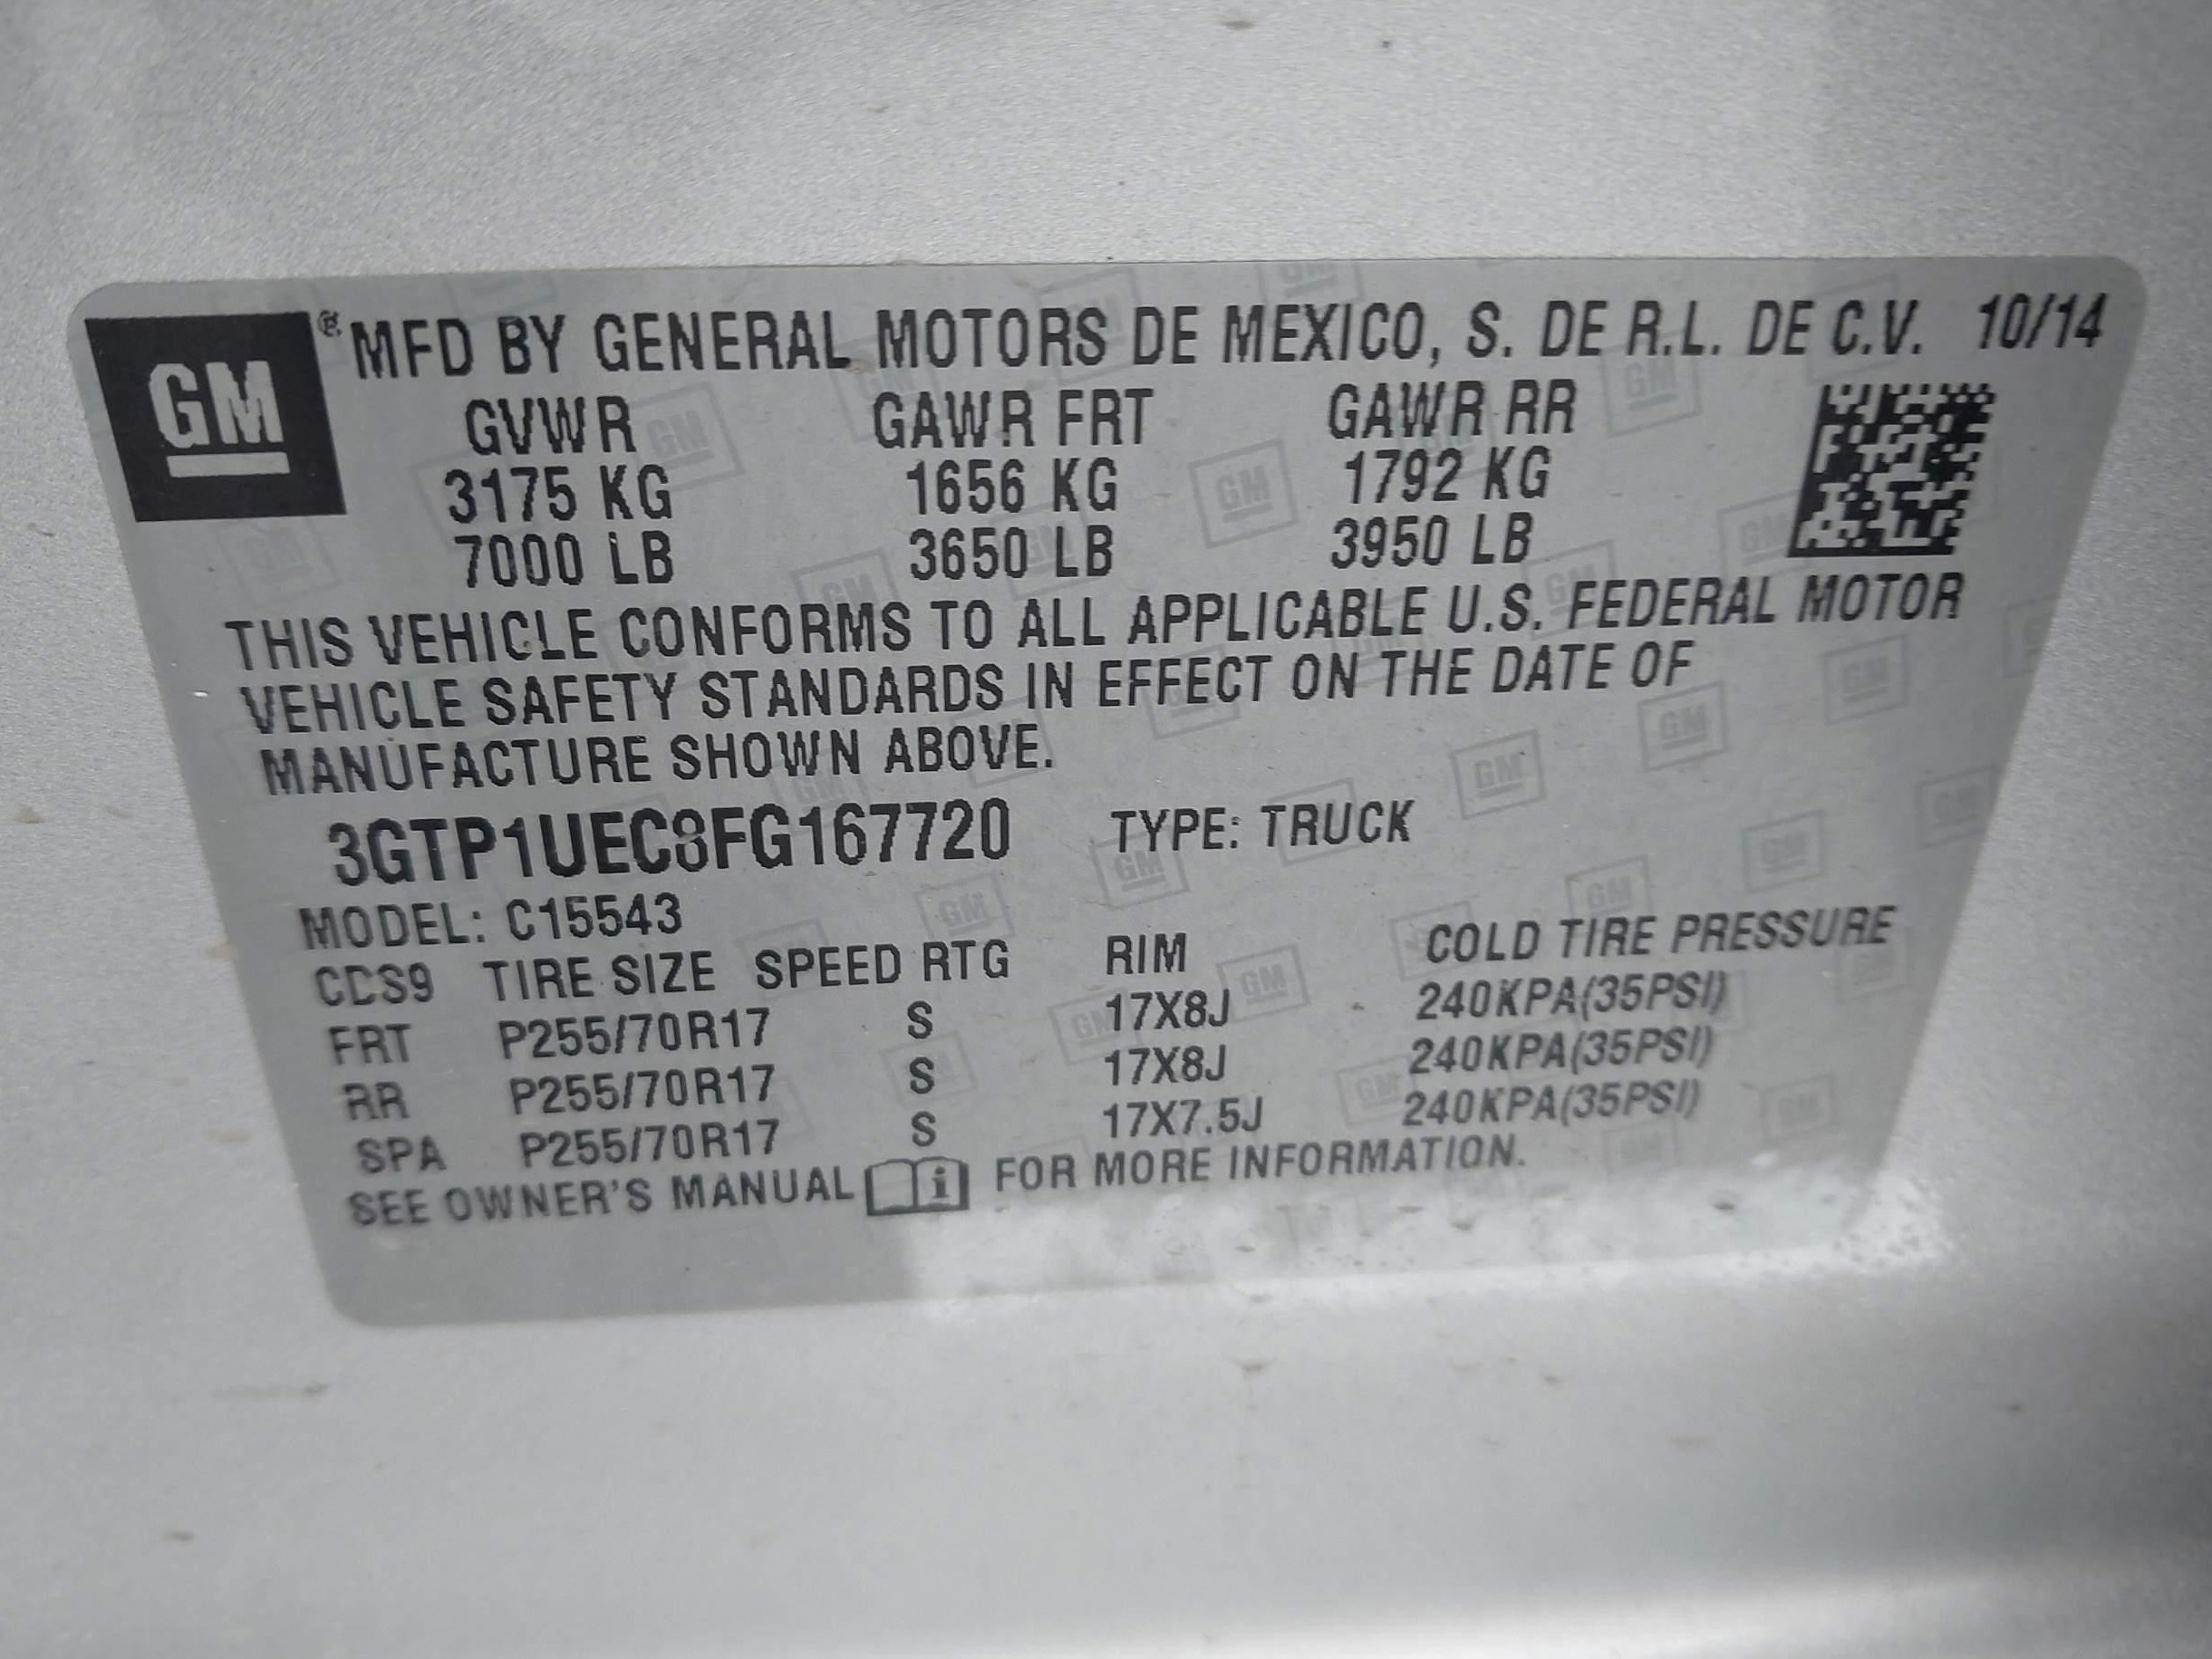 GM ® MFD BY GENERAL MOTORS DE MEXICO, S. DE R.L. DE C.V. 10/14
GVWR GAWR FRT GAWR RR
3175 KG 1656 KG 1792 KG
7000 LB 3650 LB 3950 LB
THIS VEHICLE CONFORMS TO ALL APPLICABLE U.S. FEDERAL MOTOR
VEHICLE SAFETY STANDARDS IN EFFECT ON THE DATE OF
MANUFACTURE SHOWN ABOVE.
3GTP1UEC8FG167720 TYPE: TRUCK
MODEL: C15543
CCS9 TIRE SIZE SPEED RTG RIM COLD TIRE PRESSURE
FRT P255/70R17 S 17X8J 240KPA(35PSI)
RR P255/70R17 S 17X8J 240KPA(35PSI)
SPA P255/70R17 S 17X7.5J 240KPA(35PSI)
SEE OWNER'S MANUAL i FOR MORE INFORMATION.